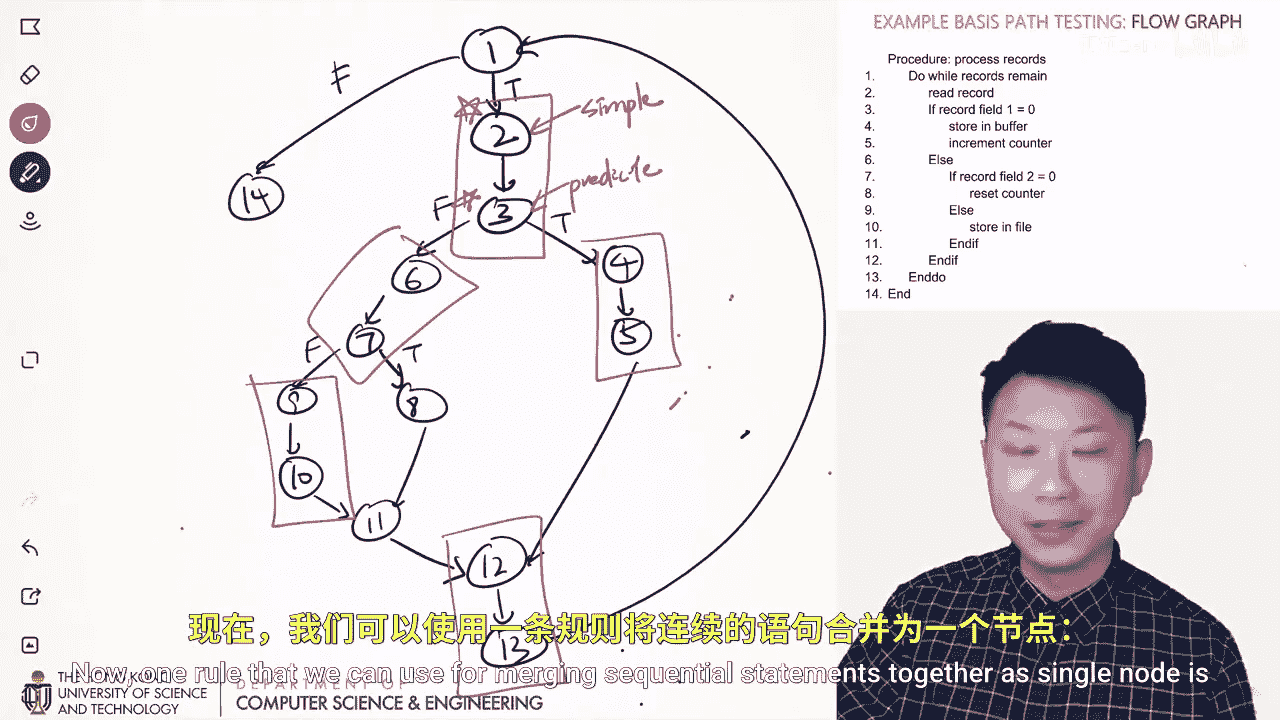 EXAMPLE BASIS PATH TESTING: FLOW GRAPH
Procedure: process records
1. Do while records remain
2. read record
3. If record field 1 = 0
4. store in buffer
5. increment counter
6. Else
7. If record field 2 = 0
8. reset counter
9. Else
10. store in file
11. Endif
12. Endif
13. Enddo
14. End
1
F
T
simple
2
14
predicte
F
3
T
6
4
7
5
F
T
9
8
10
11
12
13
现在，我们可以使用一条规则将连续的语句合并为一个节点：
Now, one rule that we can use for merging sequential statements together as single node is
UNIVERSITY OF SCIENCE
AND TECHNOLOGY
COMPUTER SCIENCE & ENGINEERING